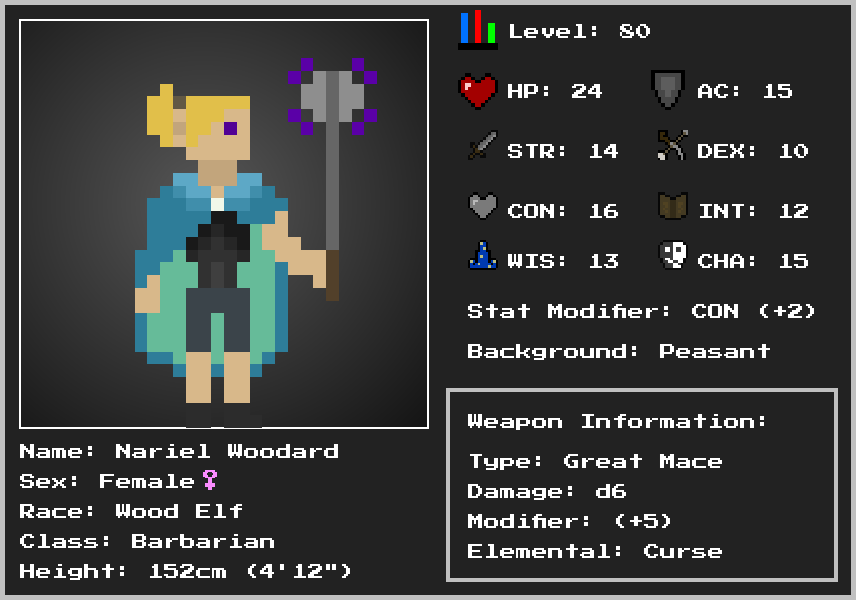 Level: 80
HP: 24
AC: 15
STR: 14
DEX: 10
CON: 16
INT: 12
WIS: 13
CHA: 15
Stat Modifier: CON (+2)
Background: Peasant
Weapon Information:
Type: Great Mace
Damage: d6
Modifier: (+5)
Elemental: Curse
Name: Nariel Woodard
Sex: Female♀
Race: Wood Elf
Class: Barbarian
Height: 152cm (4'12")